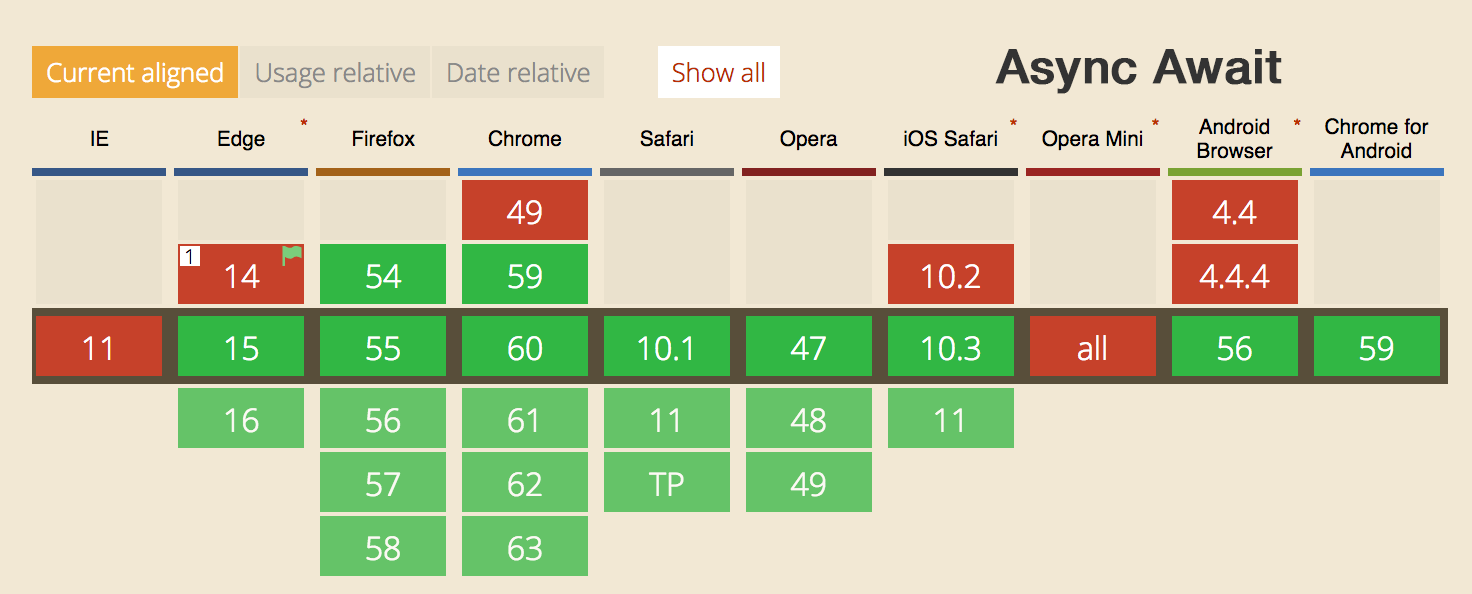 Current aligned Usage relative Date relative Show all Async Await
IE Edge * Firefox Chrome Safari Opera iOS Safari * Opera Mini * Android Browser * Chrome for Android
49 4.4
1 14 54 59 10.2 4.4.4
11 15 55 60 10.1 47 10.3 all 56 59
16 56 61 11 48 11
57 62 TP 49
58 63